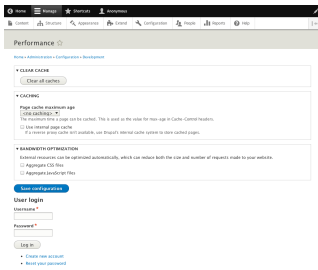 Home Manage Shortcuts Anonymous
Content Structure Appearance Extend Configuration People Reports Help
Performance
Home » Administration » Configuration » Development
CLEAR CACHE
Clear all caches
CACHING
Page cache maximum age
<no caching>
The maximum time a page can be cached. This is used as the value for max-age in Cache-Control headers.
Use internal page cache
If a reverse proxy cache isn't available, use Drupal's internal cache system to store cached pages.
BANDWIDTH OPTIMIZATION
External resources can be optimized automatically, which can reduce both the size and number of requests made to your website.
Aggregate CSS files
Aggregate JavaScript files
Save configuration
User login
Username *
Password *
Log in
Create new account
Reset your password